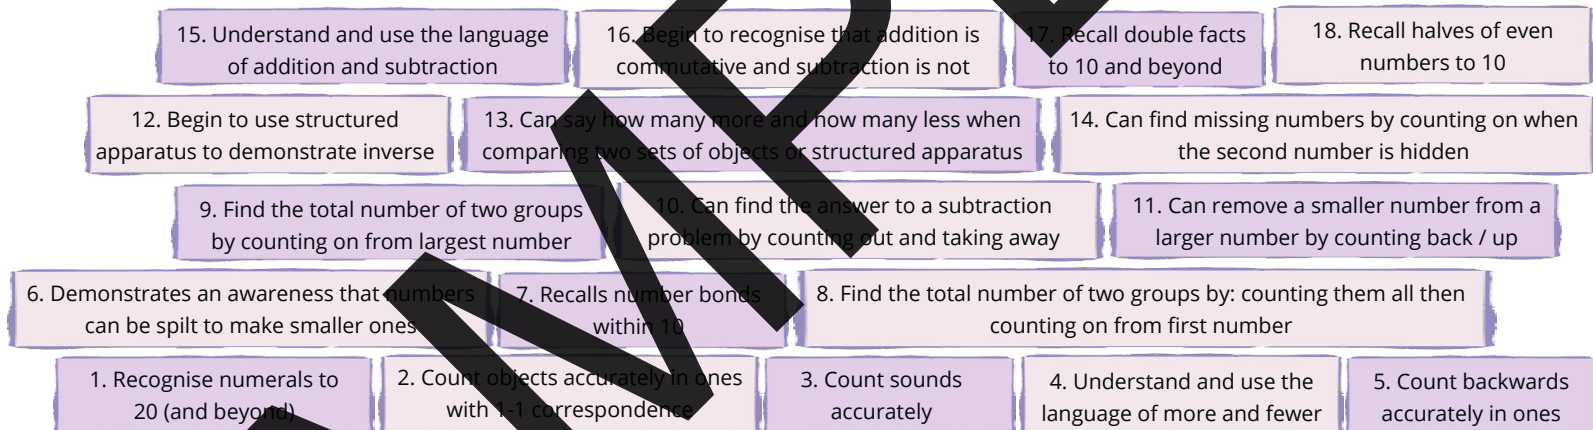 15. Understand and use the language
of addition and subtraction
16. Begin to recognise that addition is
commutative and subtraction is not
17. Recall double facts
to 10 and beyond
18. Recall halves of even
numbers to 10
12. Begin to use structured
apparatus to demonstrate inverse
13. Can say how many more and how many less when
comparing two sets of objects or structured apparatus
14. Can find missing numbers by counting on when
the second number is hidden
9. Find the total number of two groups
by counting on from largest number
10. Can find the answer to a subtraction
problem by counting out and taking away
11. Can remove a smaller number from a
larger number by counting back / up
6. Demonstrates an awareness that numbers
can be spilt to make smaller ones
7. Recalls number bonds
within 10
8. Find the total number of two groups by: counting them all then
counting on from first number
1. Recognise numerals to
20 (and beyond)
2. Count objects accurately in ones
with 1-1 correspondence
3. Count sounds
accurately
4. Understand and use the
language of more and fewer
5. Count backwards
accurately in ones